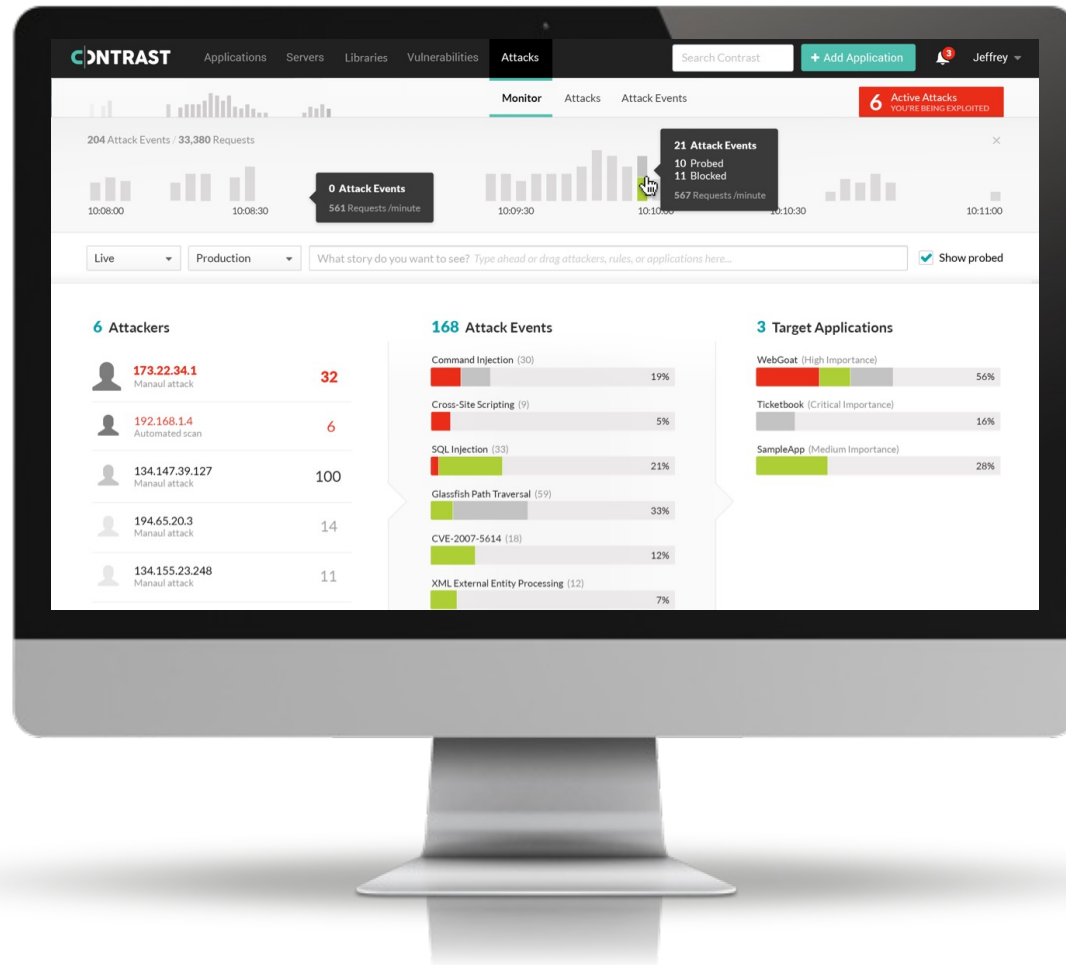 CONTRAST Applications Servers Libraries Vulnerabilities Attacks Search Contrast + Add Application 3 Jeffrey
Monitor Attacks Attack Events
6 Active Attacks
YOU'RE BEING EXPLOITED
204 Attack Events / 33,380 Requests
0 Attack Events
561 Requests /minute
21 Attack Events
10 Probed
11 Blocked
567 Requests /minute
10:08:00 10:08:30 10:09:30 10:10:00 10:10:30 10:11:00
Live Production What story do you want to see? Type ahead or drag attackers, rules, or applications here... Show probed
6 Attackers
173.22.34.1 32
Manaul attack
192.168.1.4 6
Automated scan
134.147.39.127 100
Manaul attack
194.65.20.3 14
Manaul attack
134.155.23.248 11
Manaul attack
168 Attack Events
Command Injection (30)
19%
Cross-Site Scripting (9)
5%
SQL Injection (33)
21%
Glassfish Path Traversal (59)
33%
CVE-2007-5614 (18)
12%
XML External Entity Processing (12)
7%
3 Target Applications
WebGoat (High Importance)
56%
Ticketbook (Critical Importance)
16%
SampleApp (Medium Importance)
28%